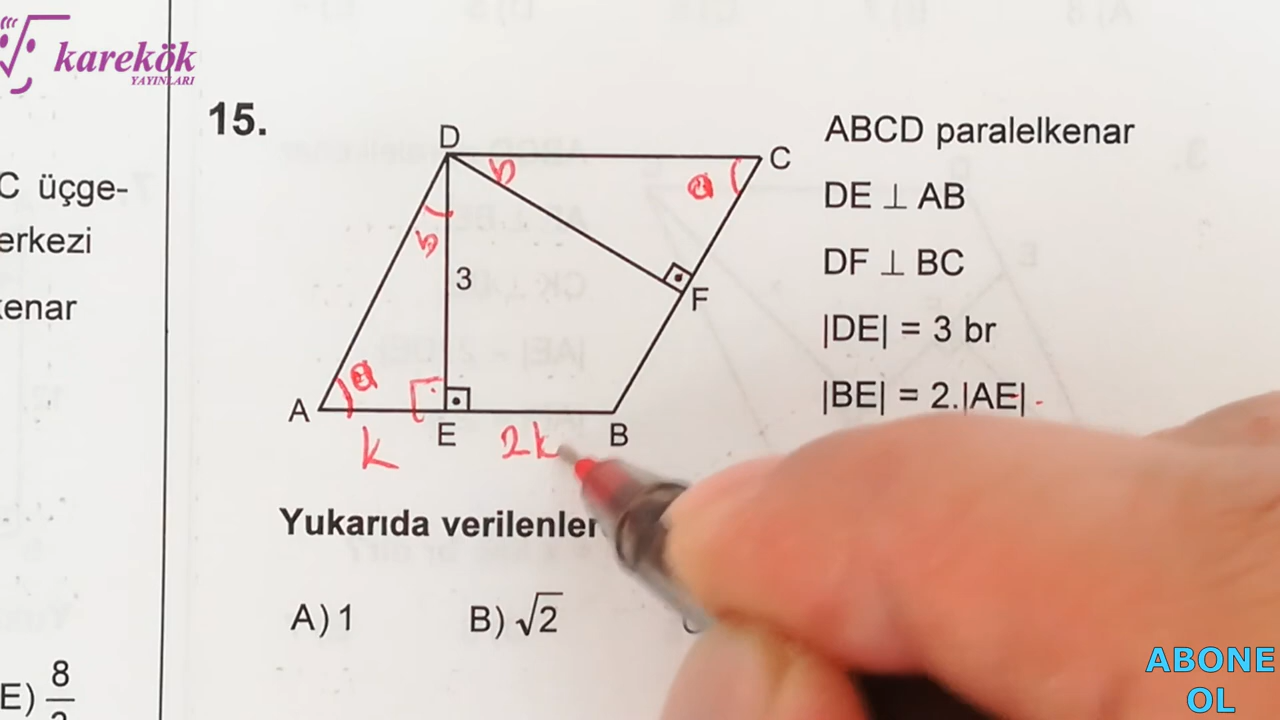 karekök
YAYINLARI
C üçge-
erkezi
kenar
E) 8
15.
D
C
b
a
b
3
F
a
A
E
B
k
2k
ABCD paralelkenar
DE ⊥ AB
DF ⊥ BC
|DE| = 3 br
|BE| = 2.|AE|
Yukarıda verilenler
A) 1
B) √2
ABONE
OL